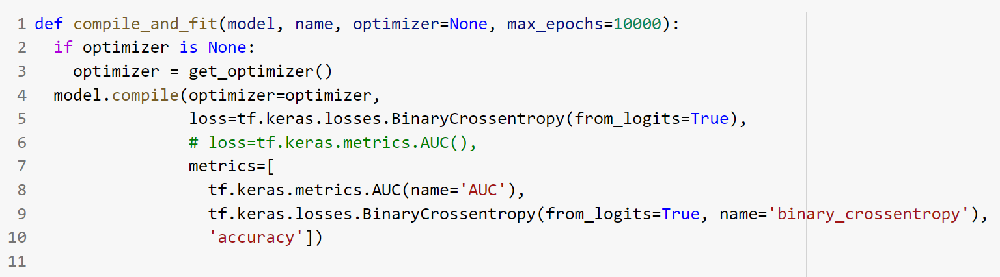 1 def compile_and_fit(model, name, optimizer=None, max_epochs=10000):
2   if optimizer is None:
3     optimizer = get_optimizer()
4   model.compile(optimizer=optimizer,
5                 loss=tf.keras.losses.BinaryCrossentropy(from_logits=True),
6                 # loss=tf.keras.metrics.AUC(),
7                 metrics=[
8                   tf.keras.metrics.AUC(name='AUC'),
9                   tf.keras.losses.BinaryCrossentropy(from_logits=True, name='binary_crossentropy'),
10                   'accuracy'])
11